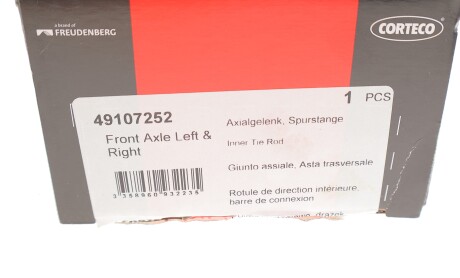 a brand of
FREUDENBERG
CORTECO
1 PCS
49107252
Front Axle Left &
Right
Axialgelenk, Spurstange
Inner Tie Rod
Giunto assiale, Asta trasversale
Rotule de direction intérieure,
barre de connexion